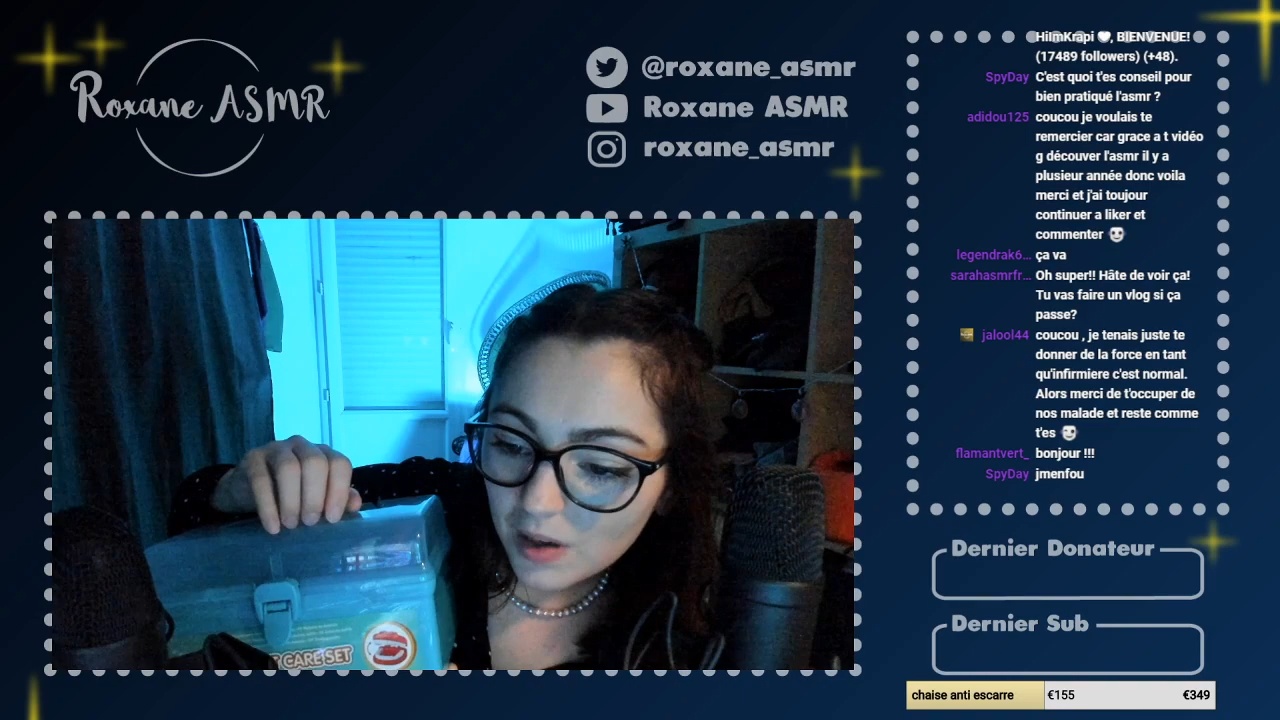 Roxane ASMR
@roxane_asmr
Roxane ASMR
roxane_asmr
HilmKrapi 🤍, BIENVENUE!
(17489 followers) (+48).
SpyDay C'est quoi t'es conseil pour
bien pratiqué l'asmr ?
adidou125 coucou je voulais te
remercier car grace a t vidéo
g découver l'asmr il y a
plusieur année donc voila
merci et j'ai toujour
continuer a liker et
commenter
legendrak6… ça va
sarahasmrfr… Oh super!! Hâte de voir ça!
Tu vas faire un vlog si ça
passe?
jalool44 coucou , je tenais juste te
donner de la force en tant
qu'infirmiere c'est normal.
Alors merci de t'occuper de
nos malade et reste comme
t'es
flamantvert_ bonjour !!!
SpyDay jmenfou
CARE SET
Dernier Donateur
Dernier Sub
chaise anti escarre €155 €349